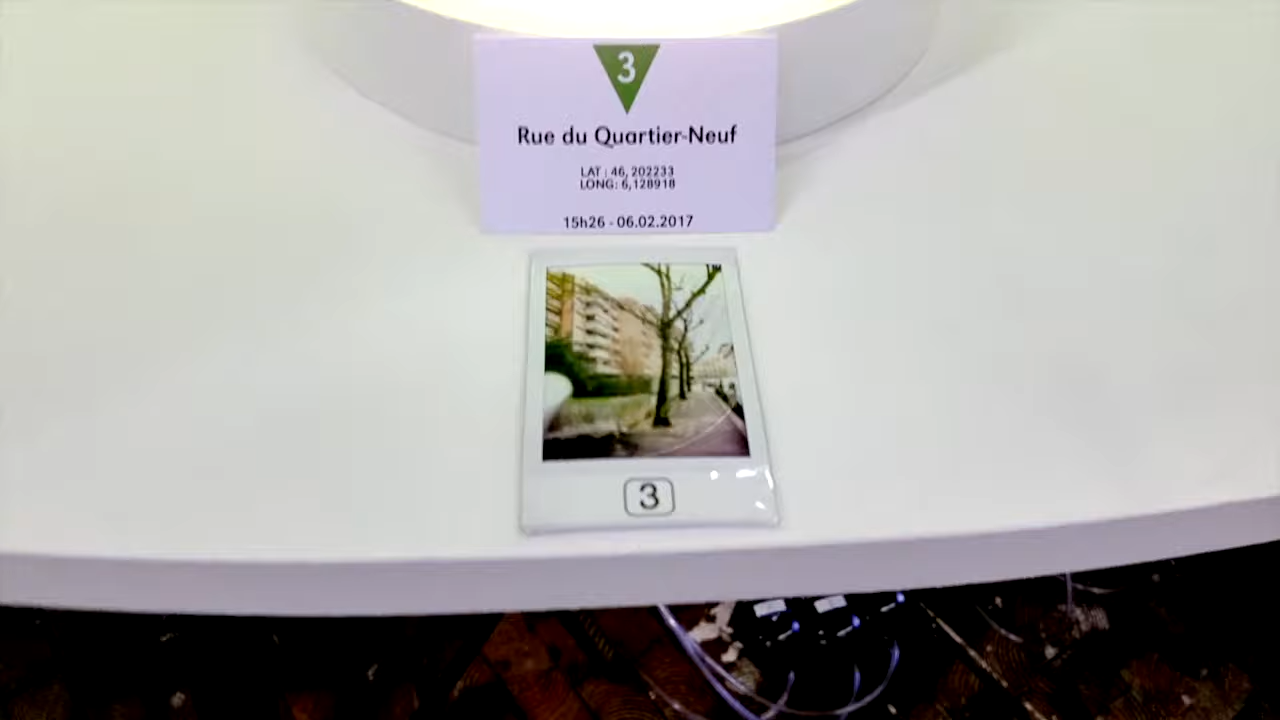 3
Rue du Quartier-Neuf
LAT : 46, 202233
LONG: 6,128918
15h26 - 06.02.2017
3